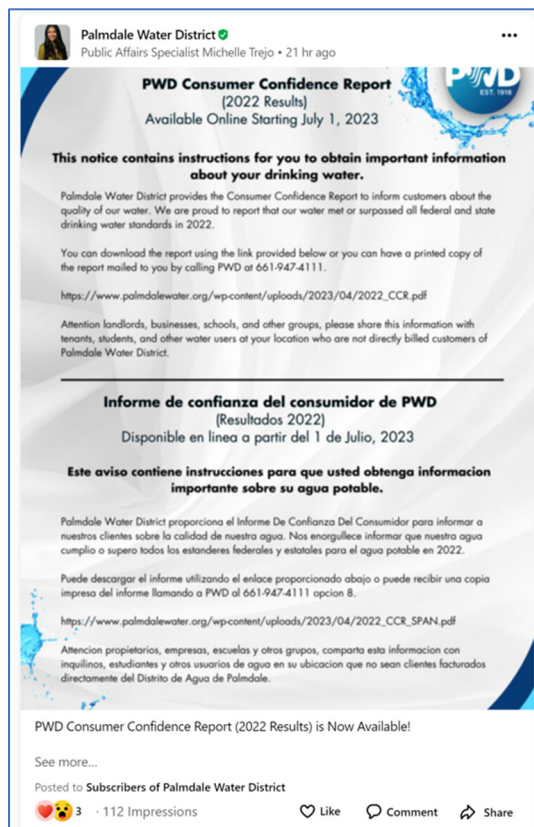 Palmdale Water District
Public Affairs Specialist Michelle Trejo • 21 hr ago
PWD
EST. 1918
PWD Consumer Confidence Report
(2022 Results)
Available Online Starting July 1, 2023
This notice contains instructions for you to obtain important information
about your drinking water.
Palmdale Water District provides the Consumer Confidence Report to inform customers about the
quality of our water. We are proud to report that our water met or surpassed all federal and state
drinking water standards in 2022.
You can download the report using the link provided below or you can have a printed copy of
the report mailed to you by calling PWD at 661-947-4111.
https://www.palmdalewater.org/wp-content/uploads/2023/04/2022_CCR.pdf
Attention landlords, businesses, schools, and other groups, please share this information with
tenants, students, and other water users at your location who are not directly billed customers of
Palmdale Water District.
Informe de confianza del consumidor de PWD
(Resultados 2022)
Disponible en linea a partir del 1 de Julio, 2023
Este aviso contiene instrucciones para que usted obtenga informacion
importante sobre su agua potable.
Palmdale Water District proporciona el Informe De Confianza Del Consumidor para informar a
nuestros clientes sobre la calidad de nuestra agua. Nos enorgullece informar que nuestra agua
cumplio o supero todos los estanderes federales y estatales para el agua potable en 2022.
Puede descargar el informe utilizando el enlace proporcionado abajo o puede recibir una copia
impresa del informe llamando a PWD al 661-947-4111 opcion 8.
https://www.palmdalewater.org/wp-content/uploads/2023/04/2022_CCR_SPAN.pdf
Attencion propietarios, empresas, escuelas y otros grupos, comparta esta informacion con
inquilinos, estudiantes y otros usuarios de agua en su ubicacion que no sean clientes facturados
directamente del Distrito de Agua de Palmdale.
PWD Consumer Confidence Report (2022 Results) is Now Available!
See more...
Posted to Subscribers of Palmdale Water District
3 · 112 Impressions
Like
Comment
Share